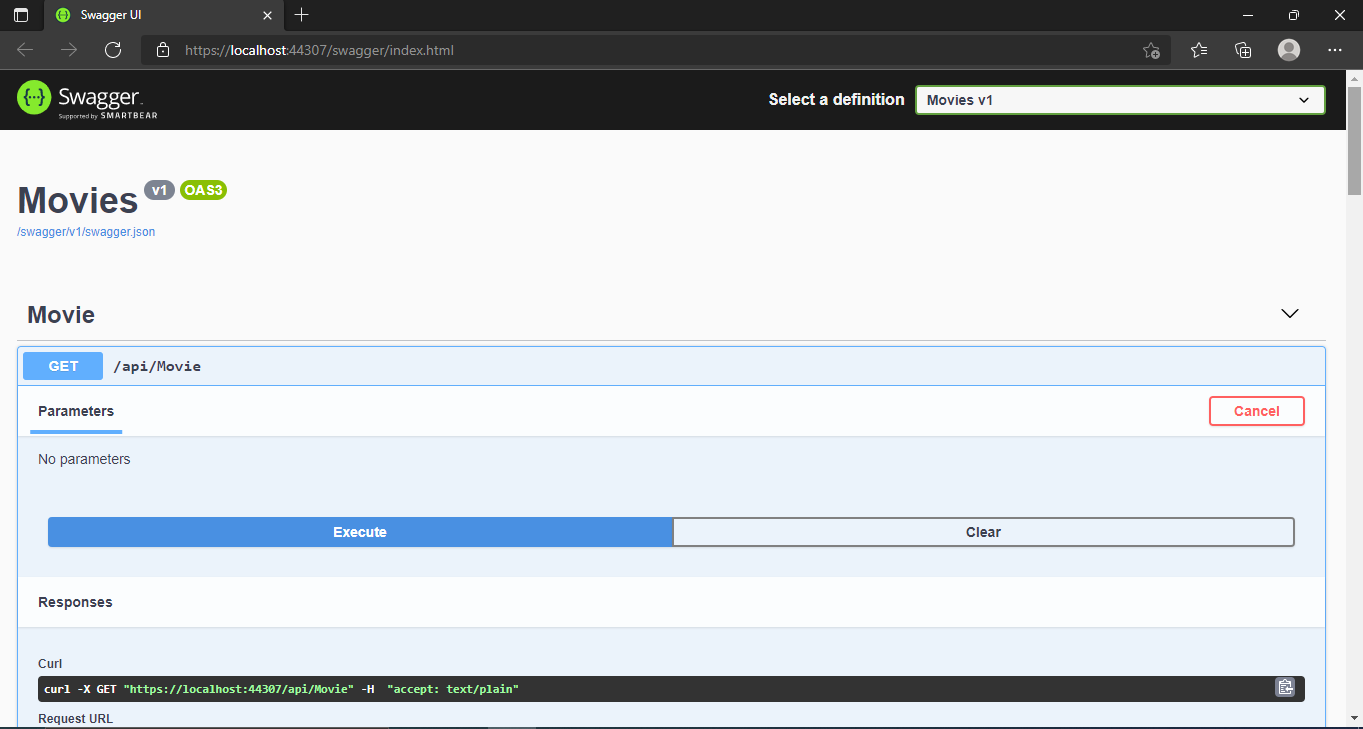 Swagger UI
https://localhost:44307/swagger/index.html
Swagger
Supported by SMARTBEAR
Select a definition
Movies v1
Movies v1 OAS3
/swagger/v1/swagger.json
Movie
GET /api/Movie
Parameters
Cancel
No parameters
Execute
Clear
Responses
Curl
curl -X GET "https://localhost:44307/api/Movie" -H  "accept: text/plain"
Request URL